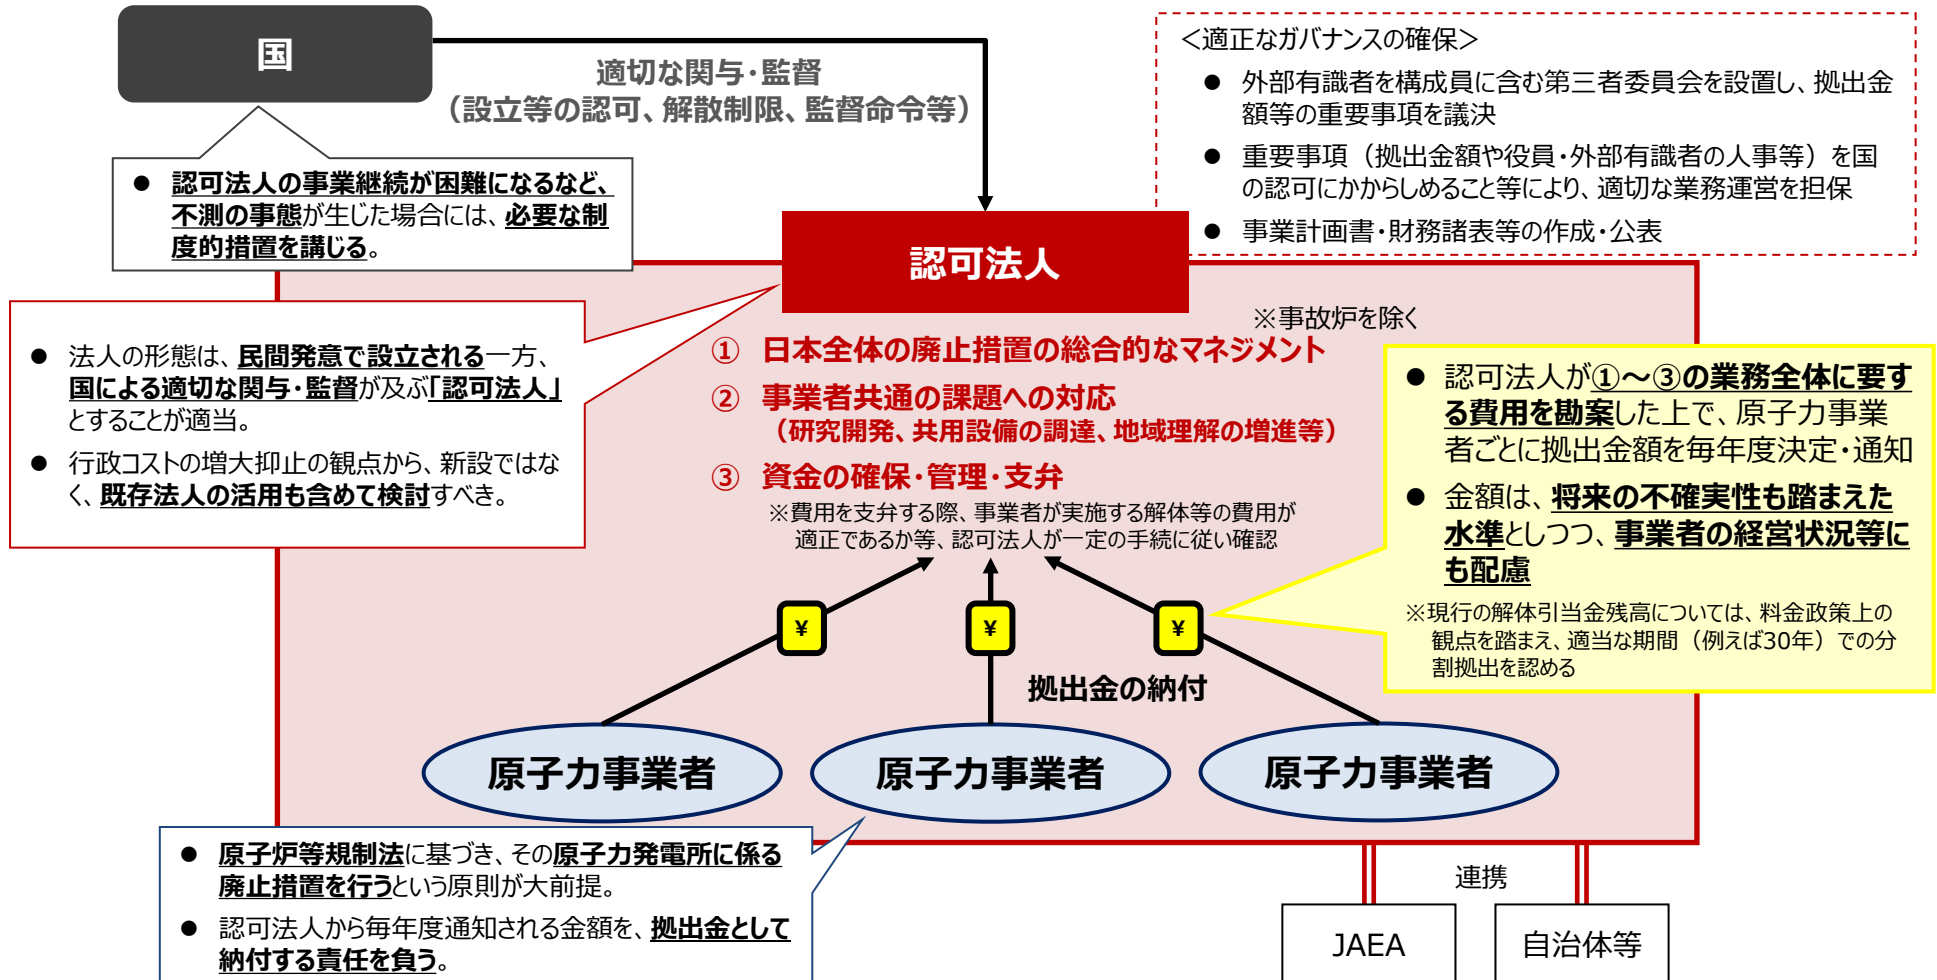 国
適切な関与・監督
（設立等の認可、解散制限、監督命令等）
＜適正なガバナンスの確保＞
● 外部有識者を構成員に含む第三者委員会を設置し、拠出金
額等の重要事項を議決
● 重要事項（拠出金額や役員・外部有識者の人事等）を国
の認可にかからしめること等により、適切な業務運営を担保
● 事業計画書・財務諸表等の作成・公表
● 認可法人の事業継続が困難になるなど、
不測の事態が生じた場合には、必要な制
度的措置を講じる。
認可法人
※事故炉を除く
● 法人の形態は、民間発意で設立される一方、
国による適切な関与・監督が及ぶ「認可法人」
とすることが適当。
● 行政コストの増大抑止の観点から、新設ではな
く、既存法人の活用も含めて検討すべき。
① 日本全体の廃止措置の総合的なマネジメント
② 事業者共通の課題への対応
（研究開発、共用設備の調達、地域理解の増進等）
③ 資金の確保・管理・支弁
※費用を支弁する際、事業者が実施する解体等の費用が
適正であるか等、認可法人が一定の手続に従い確認
● 認可法人が①～③の業務全体に要す
る費用を勘案した上で、原子力事業
者ごとに拠出金額を毎年度決定・通知
● 金額は、将来の不確実性も踏まえた
水準としつつ、事業者の経営状況等に
も配慮
※現行の解体引当金残高については、料金政策上の
観点を踏まえ、適当な期間（例えば30年）での分
割拠出を認める
¥
¥
¥
拠出金の納付
原子力事業者
原子力事業者
原子力事業者
● 原子炉等規制法に基づき、その原子力発電所に係る
廃止措置を行うという原則が大前提。
● 認可法人から毎年度通知される金額を、拠出金として
納付する責任を負う。
連携
JAEA
自治体等